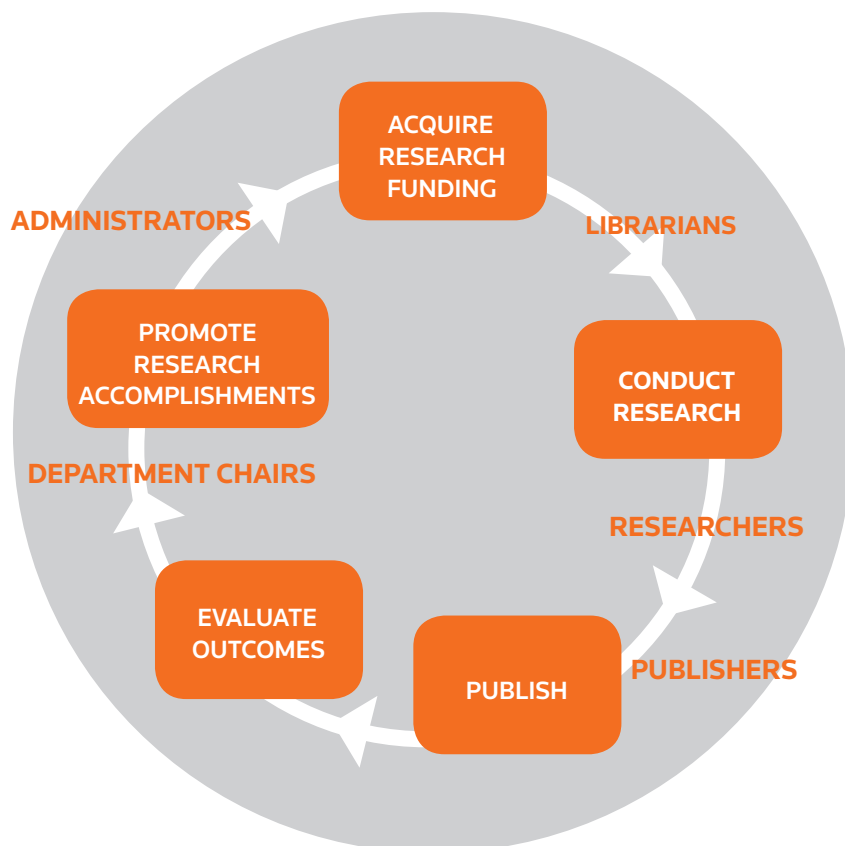 ACQUIRE
RESEARCH
FUNDING
ADMINISTRATORS
LIBRARIANS
PROMOTE
RESEARCH
ACCOMPLISHMENTS
CONDUCT
RESEARCH
DEPARTMENT CHAIRS
RESEARCHERS
EVALUATE
OUTCOMES
PUBLISH
PUBLISHERS